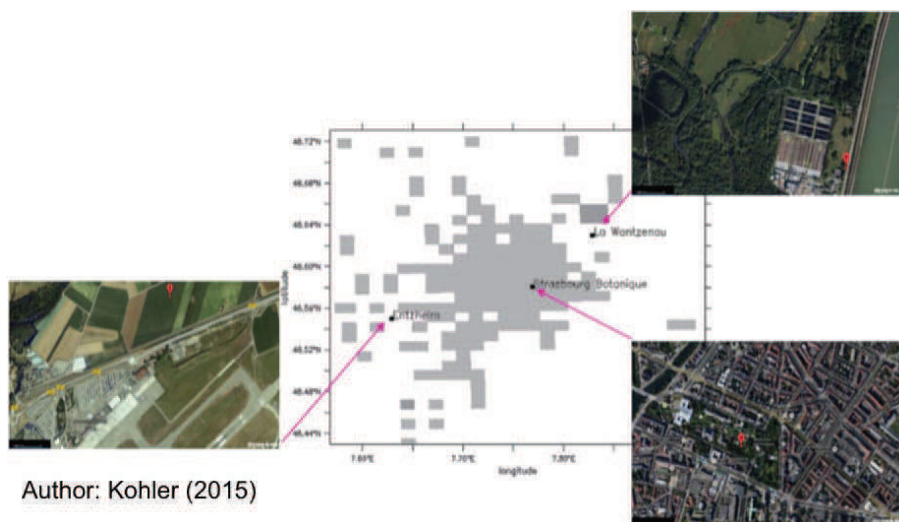 48.72°N
48.68°N
48.64°N
La Wantzenau
48.60°N
Strasbourg Botanique
latitude
48.56°N
Entzheim
48.52°N
48.48°N
48.44°N
7.60°E
7.70°E
7.80°E
longitude
Author: Kohler (2015)